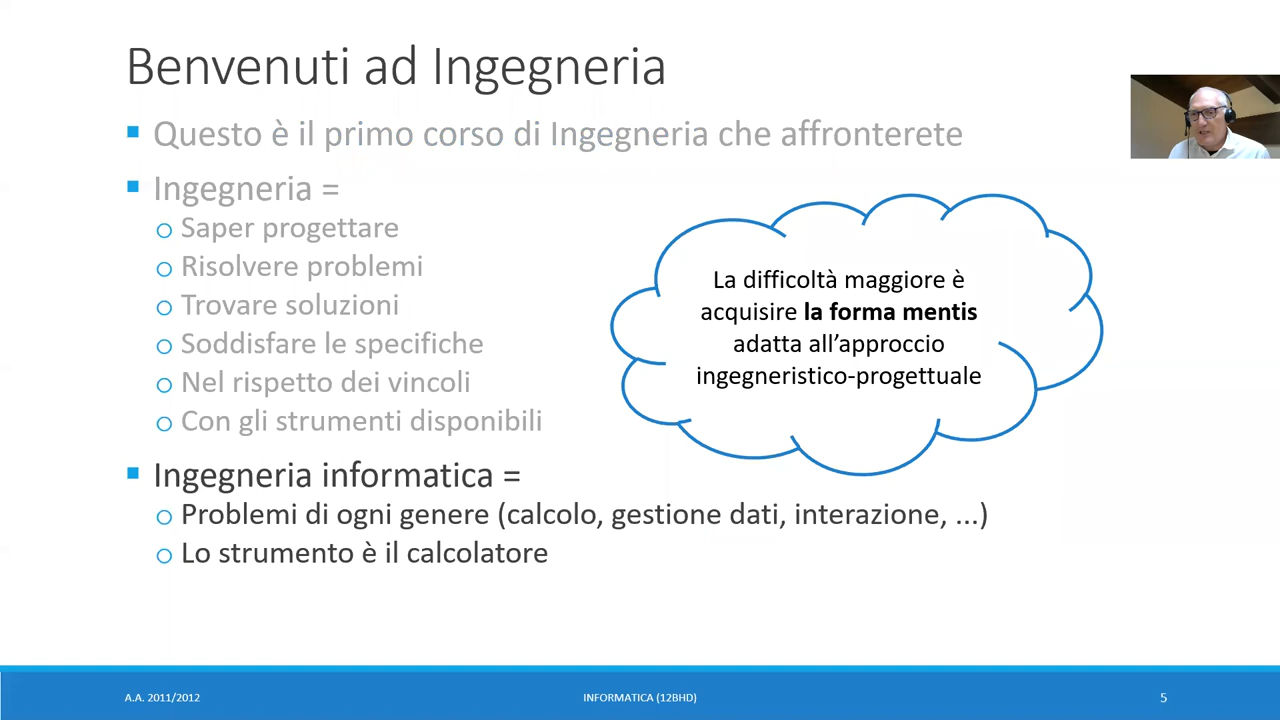 Benvenuti ad Ingegneria
Questo è il primo corso di Ingegneria che affronterete
Ingegneria =
Saper progettare
Risolvere problemi
Trovare soluzioni
Soddisfare le specifiche
Nel rispetto dei vincoli
Con gli strumenti disponibili
La difficoltà maggiore è
acquisire la forma mentis
adatta all’approccio
ingegneristico-progettuale
Ingegneria informatica =
Problemi di ogni genere (calcolo, gestione dati, interazione, ...)
Lo strumento è il calcolatore
A.A. 2011/2012
INFORMATICA (12BHD)
5